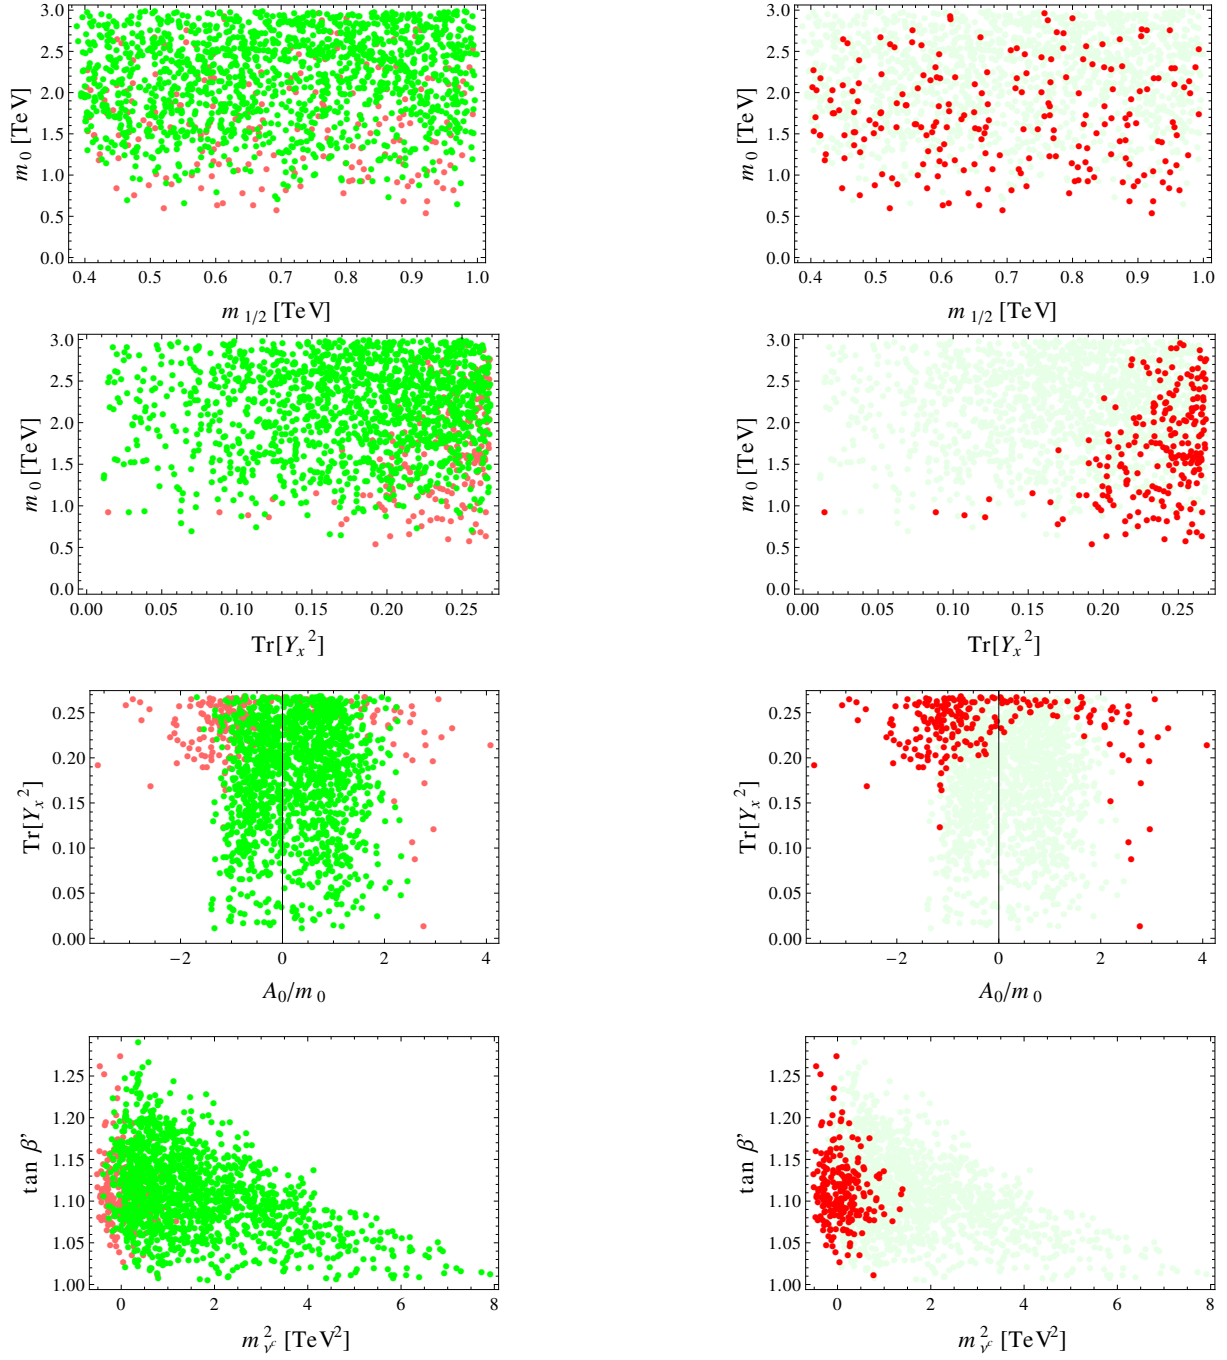 3.0 3.0
2.5 2.5
2.0 2.0
1.5 1.5
1.0 1.0
0.5 0.5
0.0 0.0
m₀ [TeV] m₀ [TeV]
0.4 0.5 0.6 0.7 0.8 0.9 1.0 0.4 0.5 0.6 0.7 0.8 0.9 1.0
m₁/₂ [TeV] m₁/₂ [TeV]
3.0 3.0
2.5 2.5
2.0 2.0
1.5 1.5
1.0 1.0
0.5 0.5
0.0 0.0
m₀ [TeV] m₀ [TeV]
0.00 0.05 0.10 0.15 0.20 0.25 0.00 0.05 0.10 0.15 0.20 0.25
Tr[Yₓ²] Tr[Yₓ²]
0.25 0.25
0.20 0.20
0.15 0.15
0.10 0.10
0.05 0.05
0.00 0.00
Tr[Yₓ²] Tr[Yₓ²]
−2 0 2 4 −2 0 2 4
A₀/m₀ A₀/m₀
1.25 1.25
1.20 1.20
1.15 1.15
1.10 1.10
1.05 1.05
1.00 1.00
tan β' tan β'
0 2 4 6 8 0 2 4 6 8
m²_νᶜ [TeV²] m²_νᶜ [TeV²]